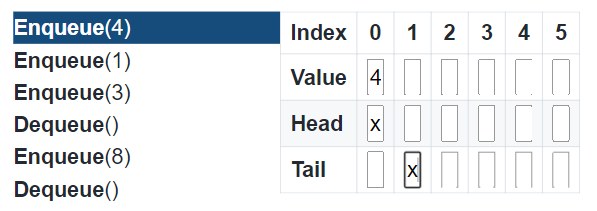 Enqueue(4)
Enqueue(1)
Enqueue(3)
Dequeue()
Enqueue(8)
Dequeue()
Index 0 1 2 3 4 5
Value 4
Head x
Tail x